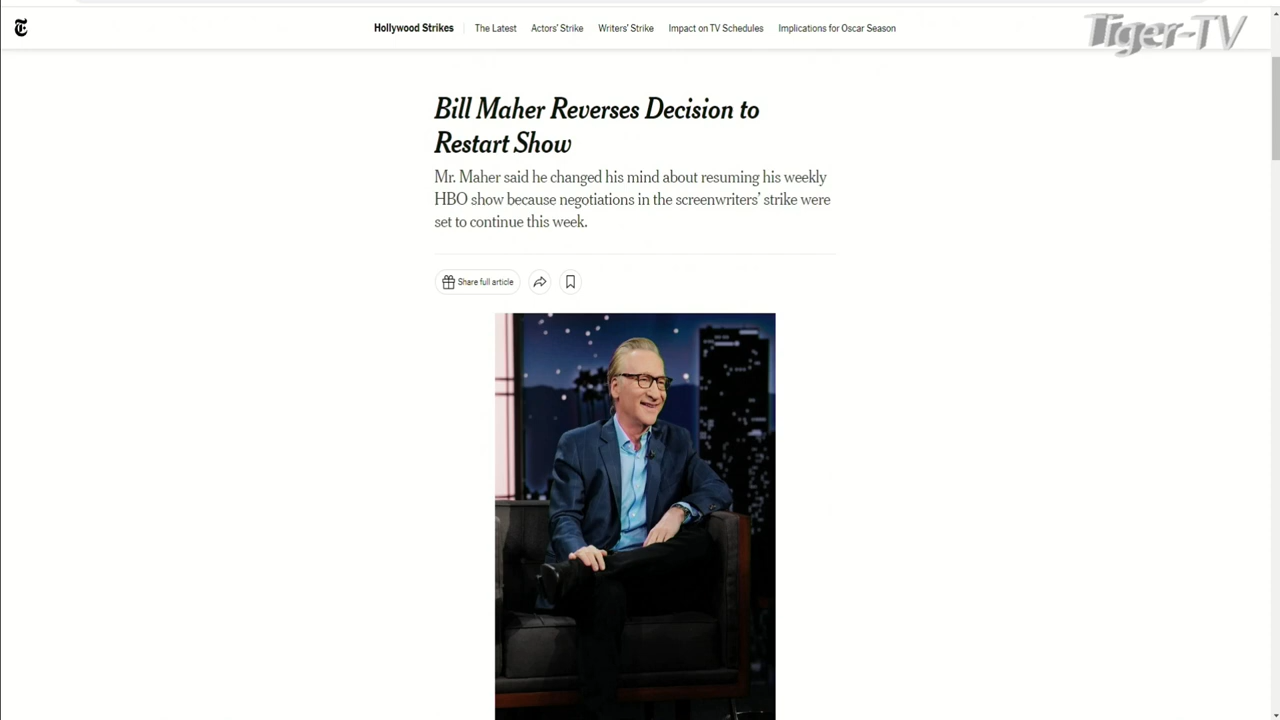 Hollywood Strikes The Latest Actors' Strike Writers' Strike Impact on TV Schedules Implications for Oscar Season
Tiger-TV
Bill Maher Reverses Decision to
Restart Show
Mr. Maher said he changed his mind about resuming his weekly
HBO show because negotiations in the screenwriters’ strike were
set to continue this week.
Share full article